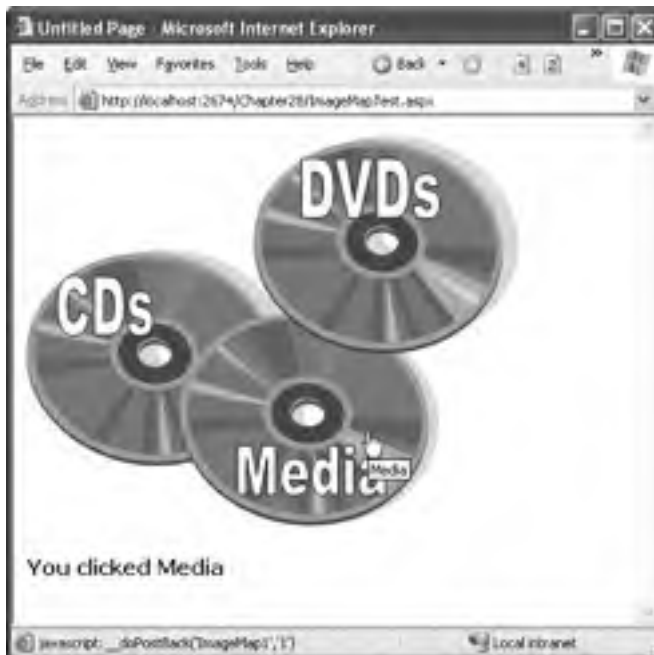 Untitled Page - Microsoft Internet Explorer
File Edit View Favorites Tools Help Back
Address http://localhost:2674/Chapter28/ImageMapTest.aspx
DVDs
CDs
Media
Media
You clicked Media
javascript:__doPostBack('ImageMap1','1') Local intranet